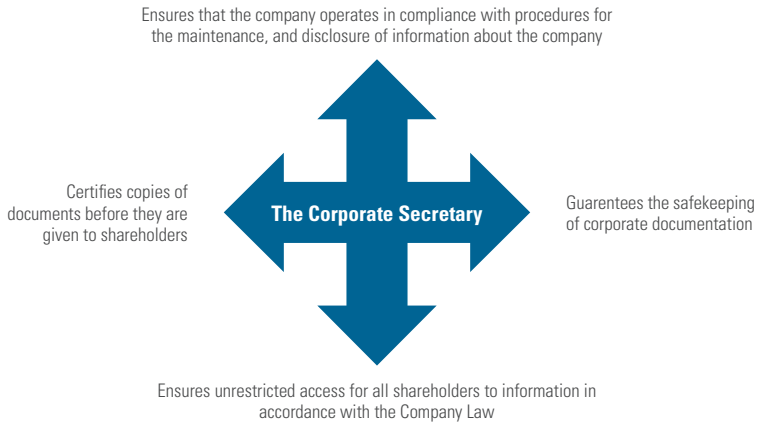 Ensures that the company operates in compliance with procedures for
the maintenance, and disclosure of information about the company
Certifies copies of
documents before they are
given to shareholders
The Corporate Secretary
Guarentees the safekeeping
of corporate documentation
Ensures unrestricted access for all shareholders to information in
accordance with the Company Law